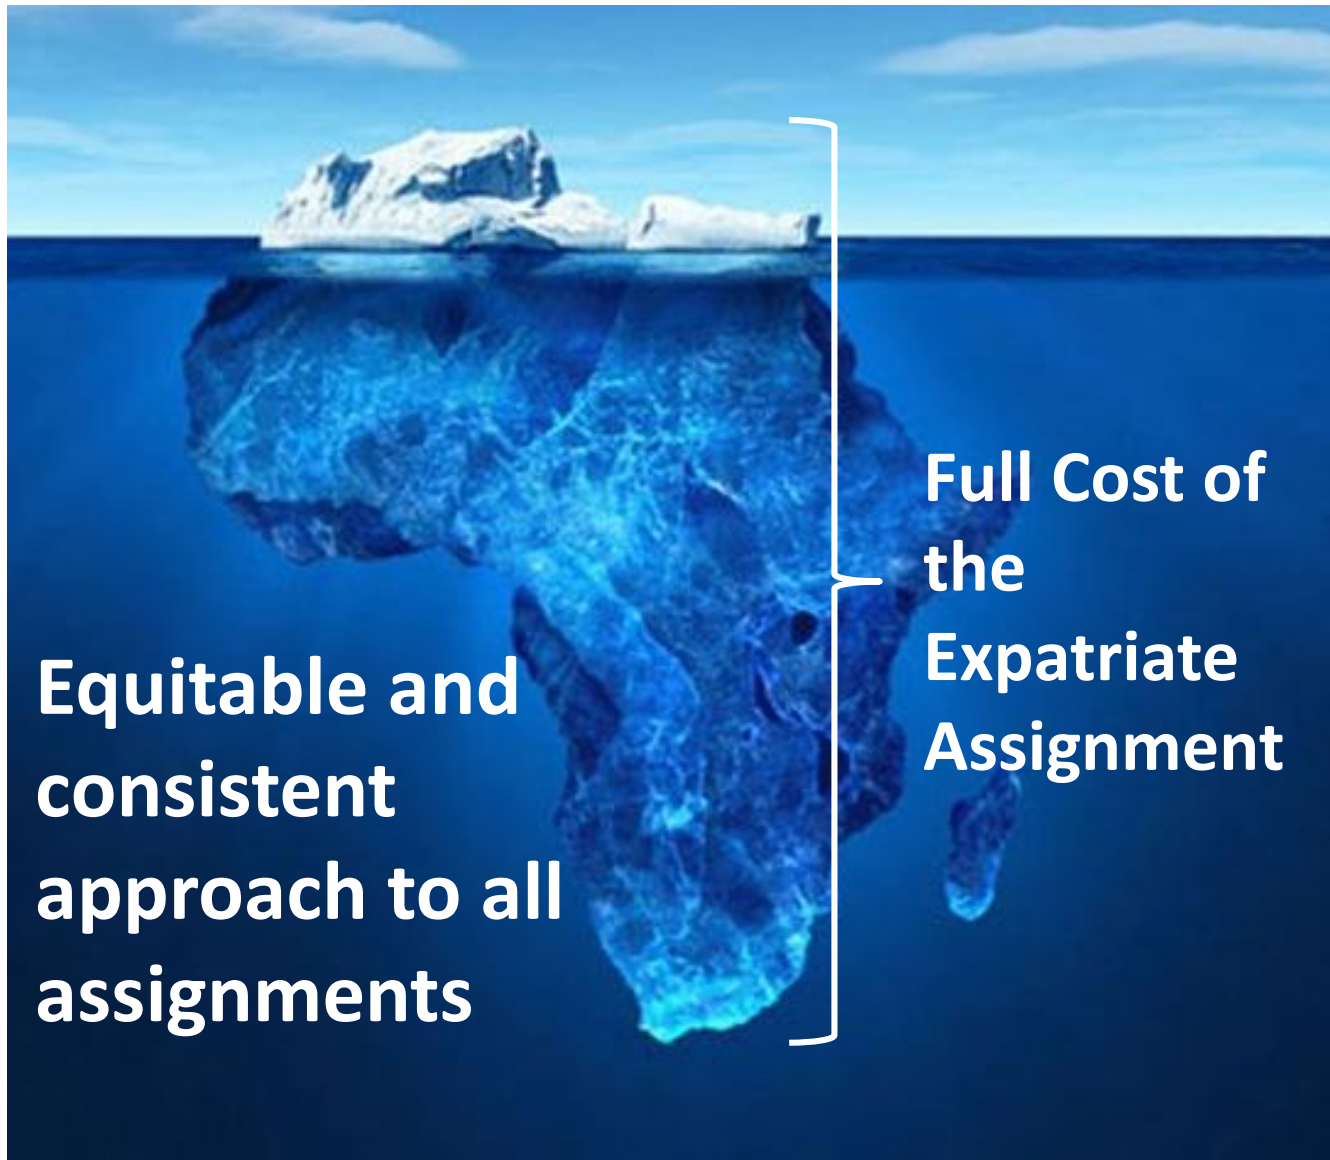 Full Cost of
the
Expatriate
Assignment
Equitable and
consistent
approach to all
assignments